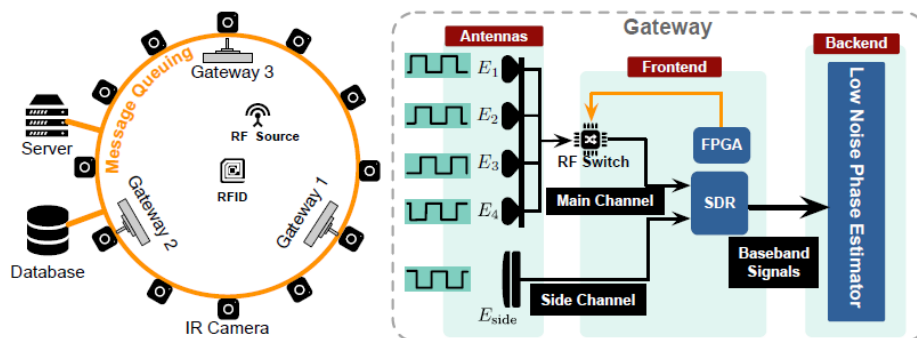 Gateway 3
Message Queuing
Server
RF Source
RFID
Gateway 1
Gateway 2
Database
IR Camera
Gateway
Antennas
Frontend
Backend
E1
E2
E3
E4
Eside
RF Switch
FPGA
Main Channel
SDR
Side Channel
Baseband
Signals
Low Noise Phase Estimator